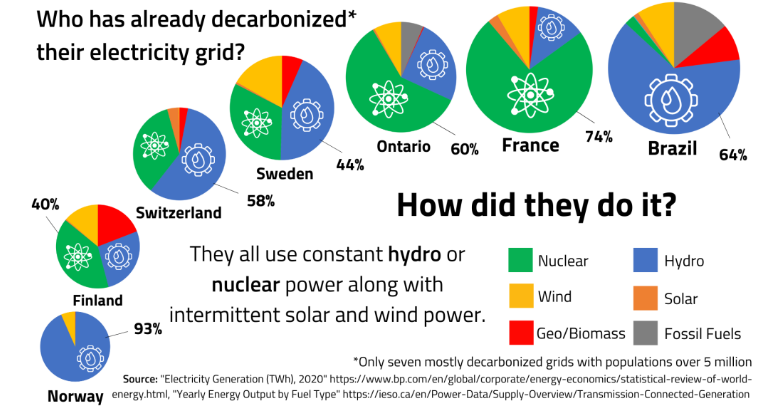 Who has already decarbonized*
their electricity grid?
Ontario
60%
France
74%
Brazil
64%
Sweden
44%
Switzerland
58%
40%
Finland
93%
Norway
How did they do it?
They all use constant hydro or
nuclear power along with
intermittent solar and wind power.
Nuclear
Hydro
Wind
Solar
Geo/Biomass
Fossil Fuels
*Only seven mostly decarbonized grids with populations over 5 million
Source: "Electricity Generation (TWh), 2020" https://www.bp.com/en/global/corporate/energy-economics/statistical-review-of-world-
energy.html, "Yearly Energy Output by Fuel Type" https://ieso.ca/en/Power-Data/Supply-Overview/Transmission-Connected-Generation